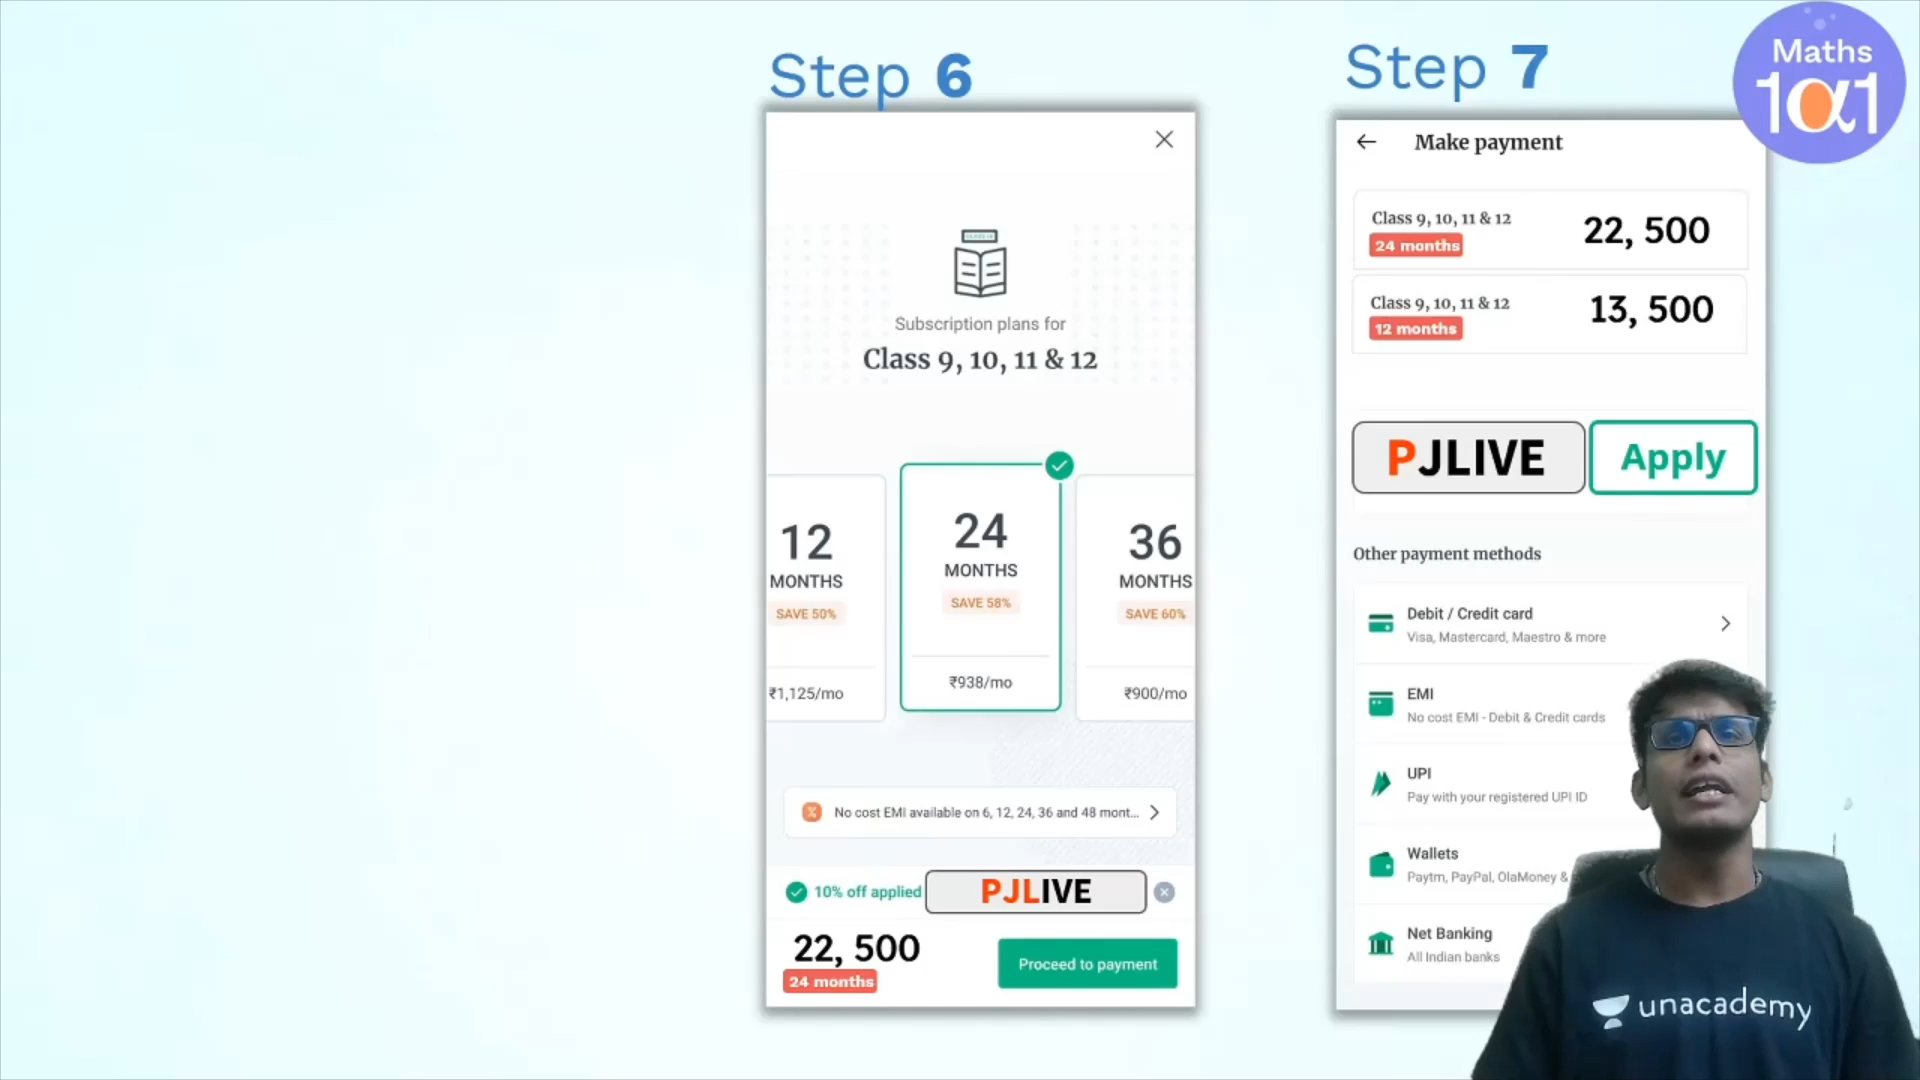 Step 6
Subscription plans for
Class 9, 10, 11 & 12
12
MONTHS
SAVE 50%
₹1,125/mo
24
MONTHS
SAVE 58%
₹938/mo
36
MONTHS
SAVE 60%
₹900/mo
No cost EMI available on 6, 12, 24, 36 and 48 mont...
10% off applied
PJLIVE
22, 500
24 months
Proceed to payment
Step 7
Make payment
Class 9, 10, 11 & 12
24 months
22, 500
Class 9, 10, 11 & 12
12 months
13, 500
PJLIVE
Apply
Other payment methods
Debit / Credit card
Visa, Mastercard, Maestro & more
EMI
No cost EMI - Debit & Credit cards
UPI
Pay with your registered UPI ID
Wallets
Paytm, PayPal, OlaMoney &
Net Banking
All Indian banks
Maths
1α1
unacademy